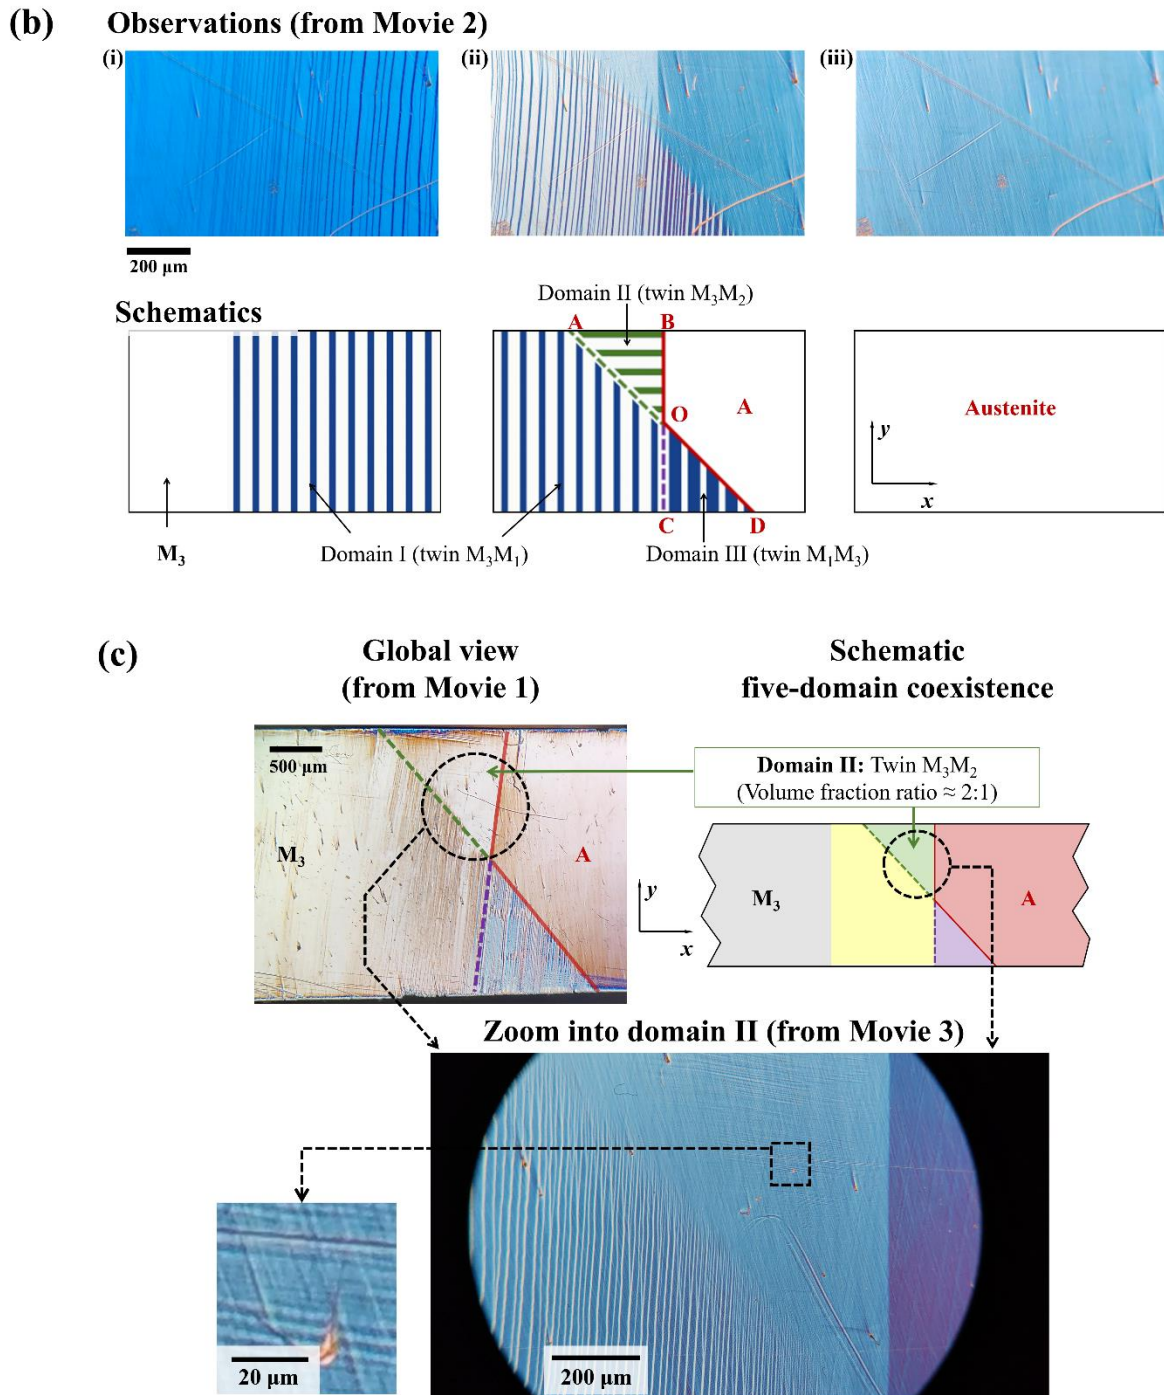 (b)
Observations (from Movie 2)
(i)
(ii)
(iii)
200 μm
Schematics
Domain II (twin M₃M₂)
A
B
O
A
C
D
Austenite
y
x
M₃
Domain I (twin M₃M₁)
Domain III (twin M₁M₃)
(c)
Global view
(from Movie 1)
Schematic
five-domain coexistence
500 μm
M₃
A
Domain II: Twin M₃M₂
(Volume fraction ratio ≈ 2:1)
y
x
M₃
A
Zoom into domain II (from Movie 3)
20 μm
200 μm